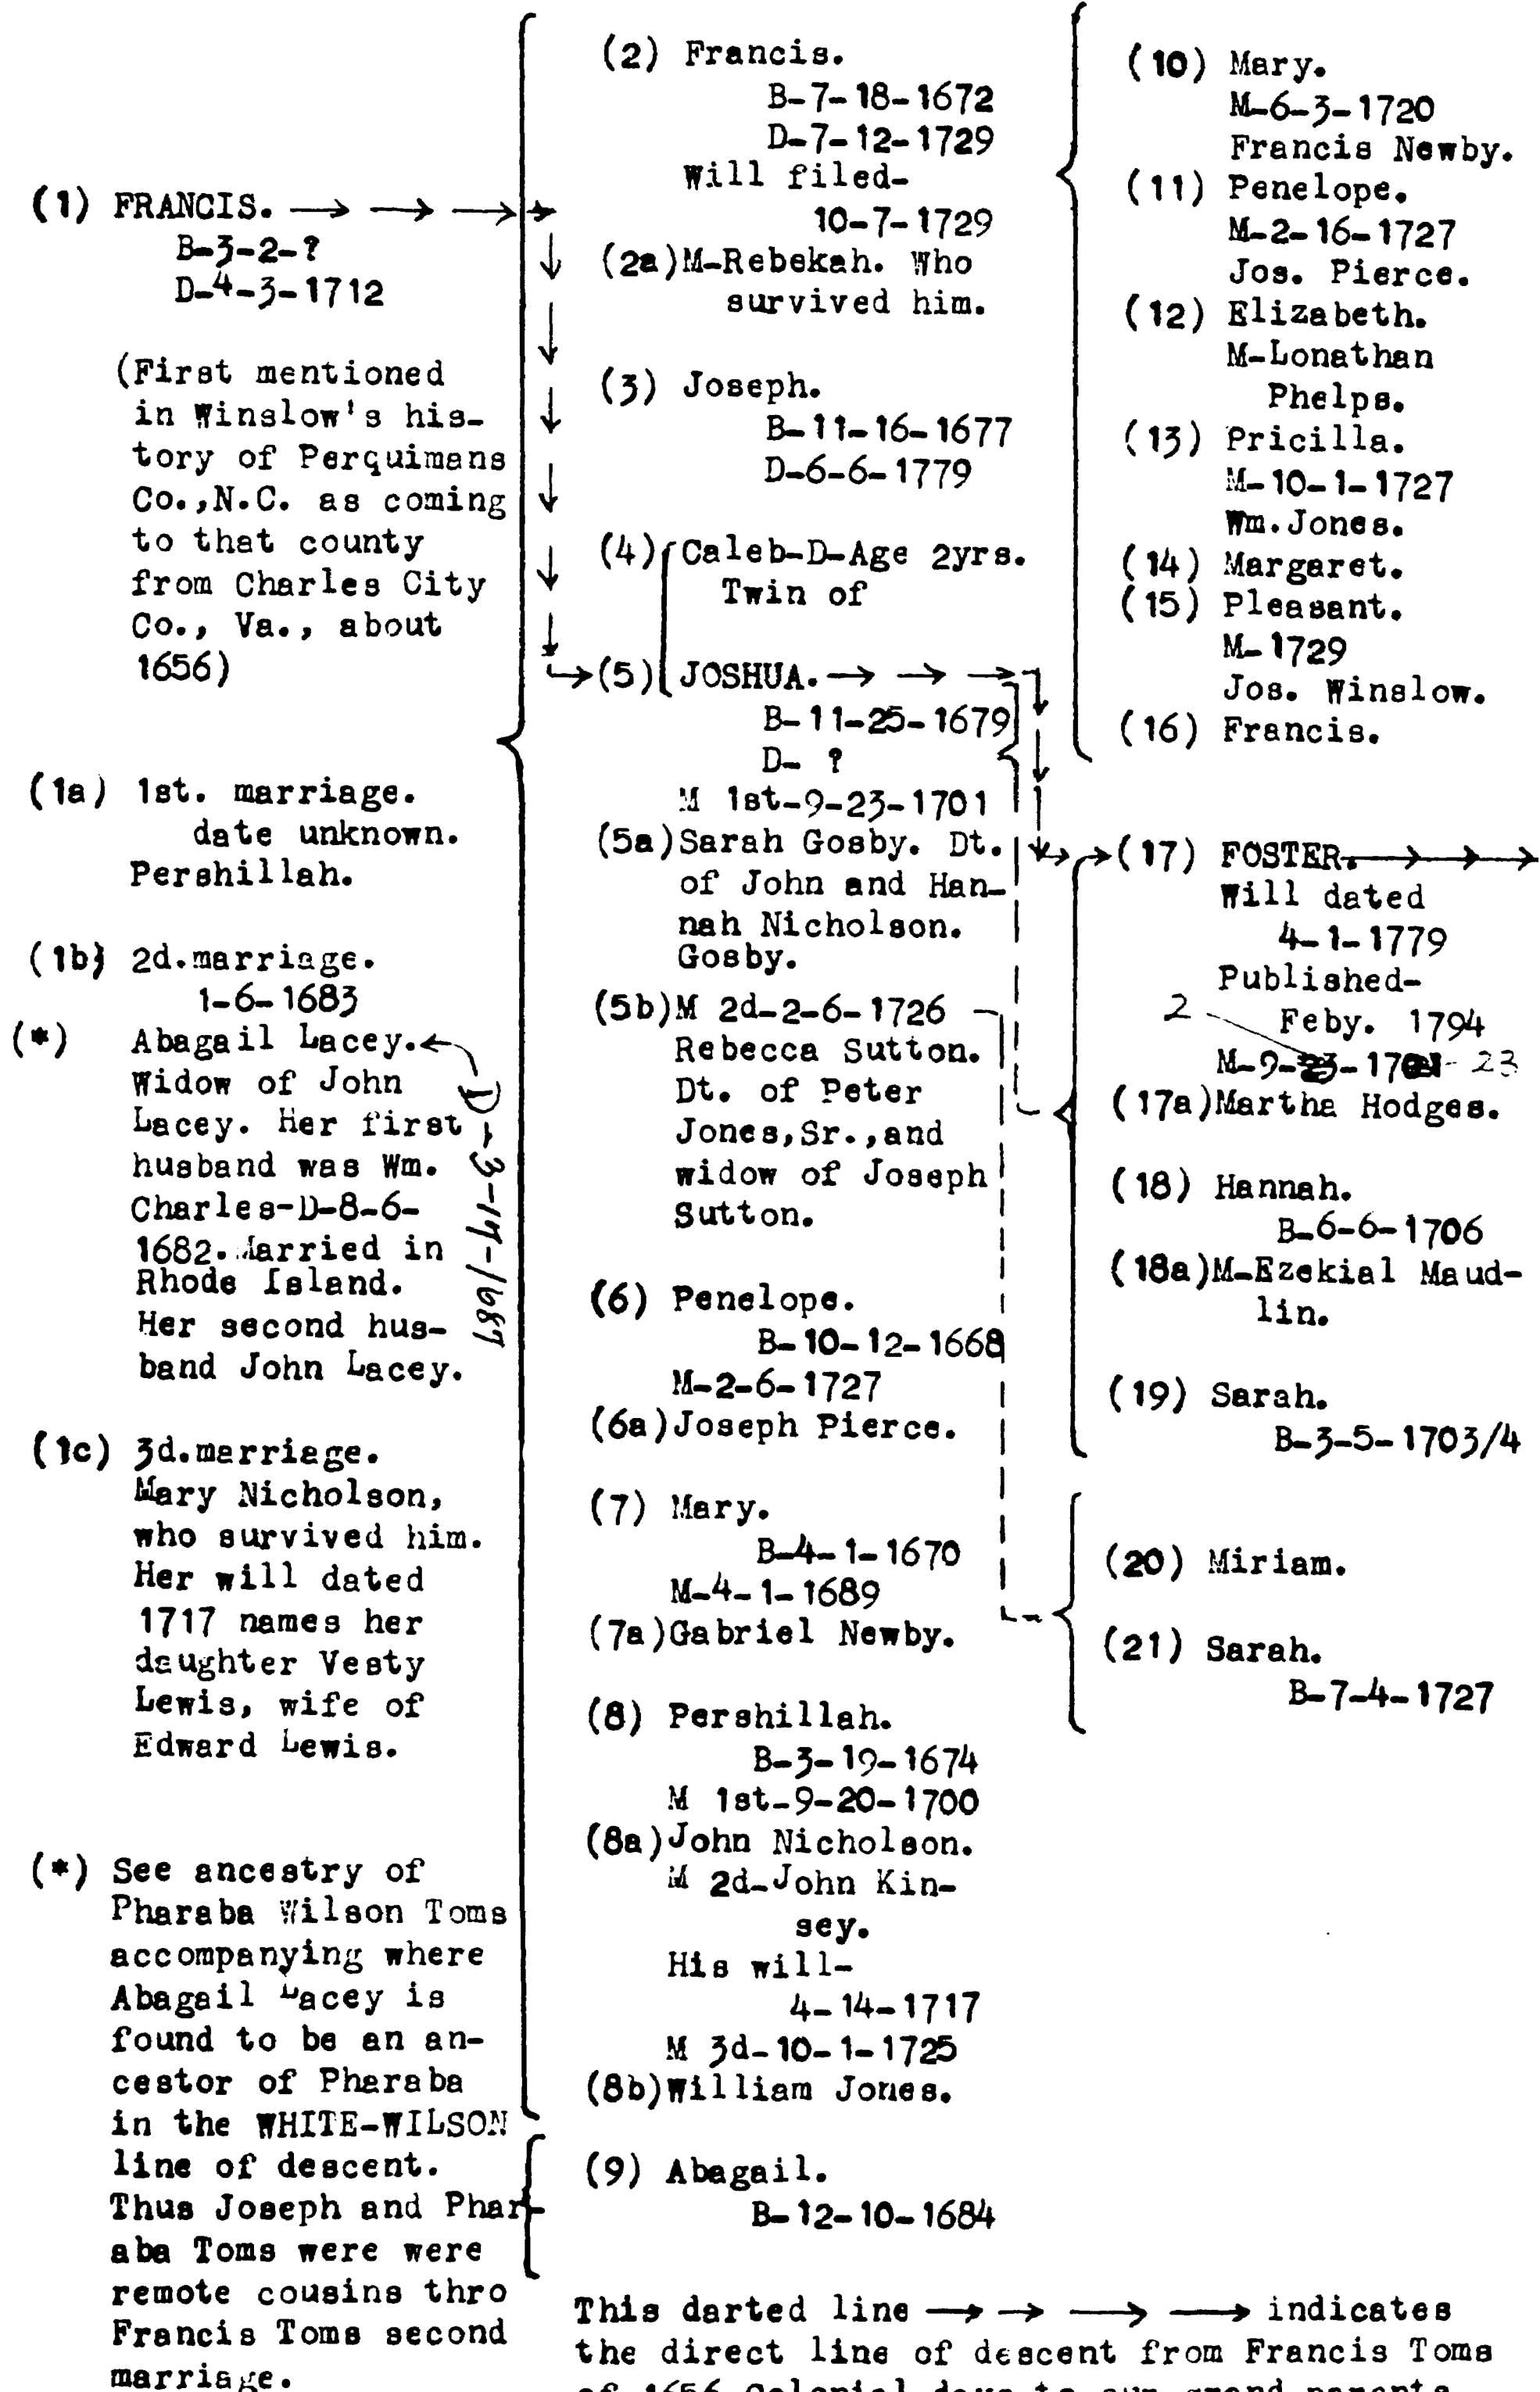 (1) FRANCIS.
B-3-2-?
D-4-3-1712
(First mentioned
in Winslow's his-
tory of Perquimans
Co.,N.C. as coming
to that county
from Charles City
Co., Va., about
1656)
(1a) 1st. marriage.
date unknown.
Pershillah.
(1b) 2d.marriage.
1-6-1683
(*) Abagail Lacey.
Widow of John
Lacey. Her first
husband was Wm.
Charles-D-8-6-
1682. Married in
Rhode Island.
Her second hus-
band John Lacey.
D-3-17-1687
(1c) 3d.marriage.
Mary Nicholson,
who survived him.
Her will dated
1717 names her
daughter Vesty
Lewis, wife of
Edward Lewis.
(*) See ancestry of
Pharaba Wilson Toms
accompanying where
Abagail Lacey is
found to be an an-
cestor of Pharaba
in the WHITE-WILSON
line of descent.
Thus Joseph and Phar-
aba Toms were were
remote cousins thro
Francis Toms second
marriage.
(2) Francis.
B-7-18-1672
D-7-12-1729
Will filed-
10-7-1729
(2a)M-Rebekah. Who
survived him.
(3) Joseph.
B-11-16-1677
D-6-6-1779
(4) Caleb-D-Age 2yrs.
Twin of
(5) JOSHUA.
B-11-25-1679
D- ?
M 1st-9-23-1701
(5a)Sarah Gosby. Dt.
of John and Han-
nah Nicholson.
Gosby.
(5b)M 2d-2-6-1726
Rebecca Sutton.
Dt. of Peter
Jones,Sr.,and
widow of Joseph
Sutton.
(6) Penelope.
B-10-12-1668
M-2-6-1727
(6a)Joseph Pierce.
(7) Mary.
B-4-1-1670
M-4-1-1689
(7a)Gabriel Newby.
(8) Pershillah.
B-3-19-1674
M 1st-9-20-1700
(8a)John Nicholson.
M 2d-John Kin-
sey.
His will-
4-14-1717
M 3d-10-1-1725
(8b)William Jones.
(9) Abagail.
B-12-10-1684
(10) Mary.
M-6-3-1720
Francis Newby.
(11) Penelope.
M-2-16-1727
Jos. Pierce.
(12) Elizabeth.
M-Lonathan
Phelps.
(13) Pricilla.
M-10-1-1727
Wm.Jones.
(14) Margaret.
(15) Pleasant.
M-1729
Jos. Winslow.
(16) Francis.
(17) FOSTER.
Will dated
4-1-1779
Published-
2 Feby. 1794
M-9- 23
(17a)Martha Hodges.
(18) Hannah.
B-6-6-1706
(18a)M-Ezekial Maud-
lin.
(19) Sarah.
B-3-5-1703/4
(20) Miriam.
(21) Sarah.
B-7-4-1727
This darted line indicates
the direct line of descent from Francis Toms
of 1656 Colonial days to our grand parents